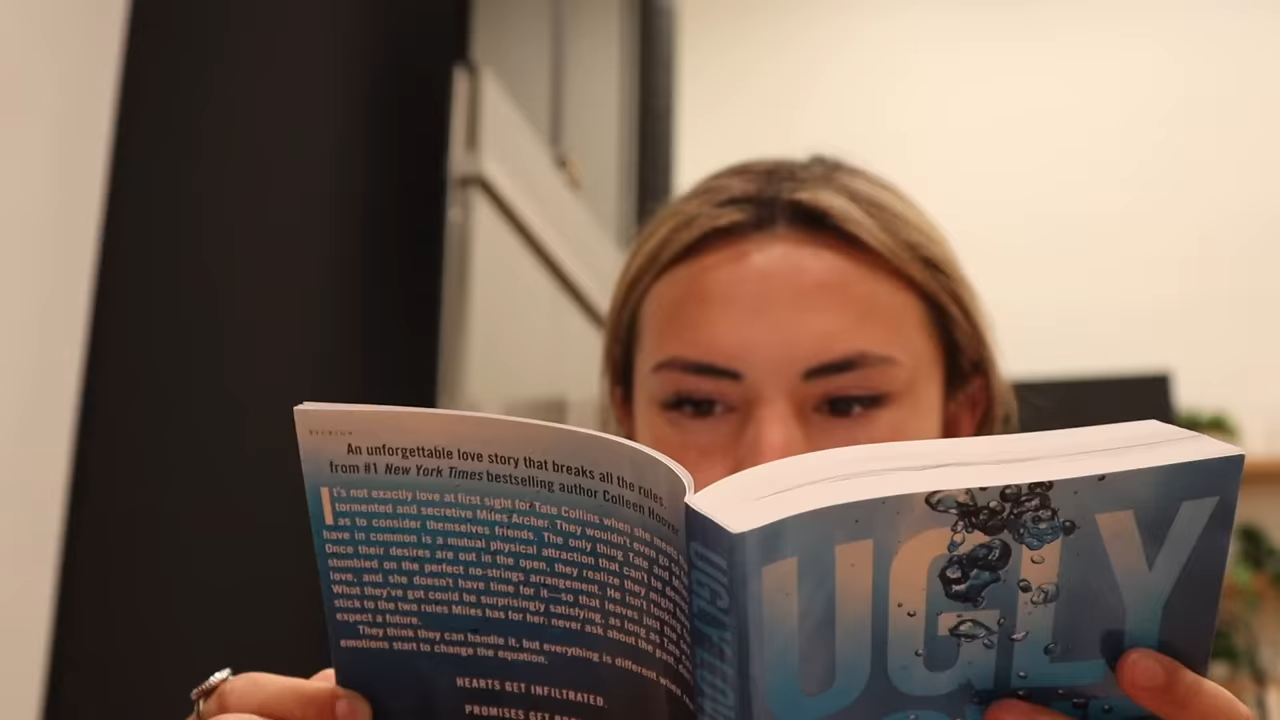 FICTION
An unforgettable love story that breaks all the rules,
from #1 New York Times bestselling author Colleen Hoover
It's not exactly love at first sight for Tate Collins when she meets
tormented and secretive Miles Archer. They wouldn't even go so
as to consider themselves friends. The only thing Tate and
have in common is a mutual physical attraction that can't be
Once their desires are out in the open, they realize they might
stumbled on the perfect no-strings arrangement. He isn't looking
love, and she doesn't have time for it—so that leaves just the
What they've got could be surprisingly satisfying, as long as Tate
stick to the two rules Miles has for her: never ask about the past,
expect a future.
They think they can handle it, but everything is different when
emotions start to change the equation.
HEARTS GET INFILTRATED.
PROMISES GET
UGLY
UGLY